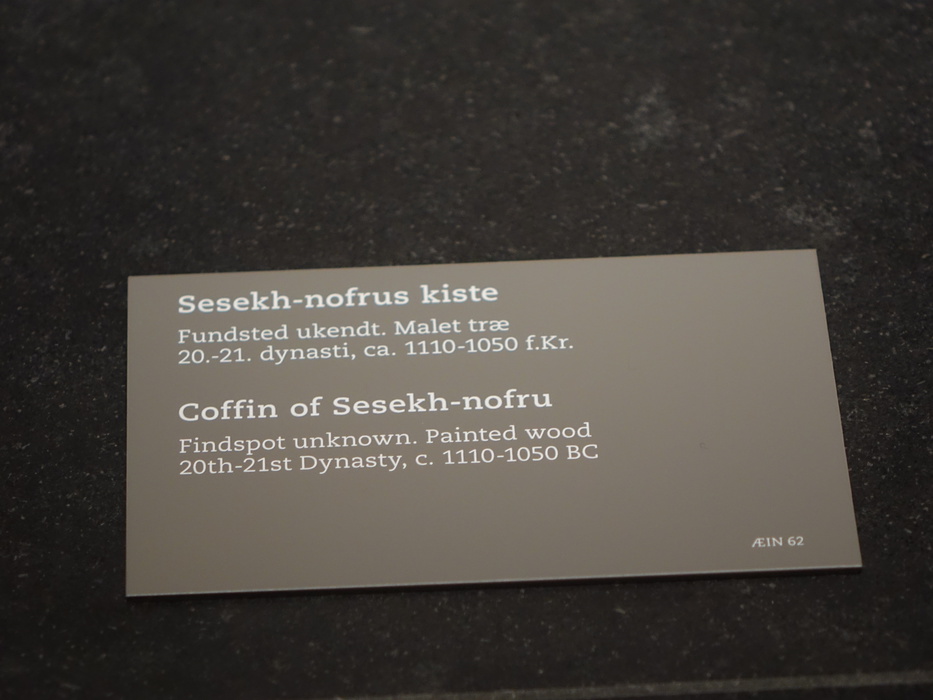 Sesekh-nofrus kiste
Fundsted ukendt. Malet træ
20.-21. dynasti, ca. 1110-1050 f.Kr.
Coffin of Sesekh-nofru
Findspot unknown. Painted wood
20th-21st Dynasty, c. 1110-1050 BC
ÆIN 62